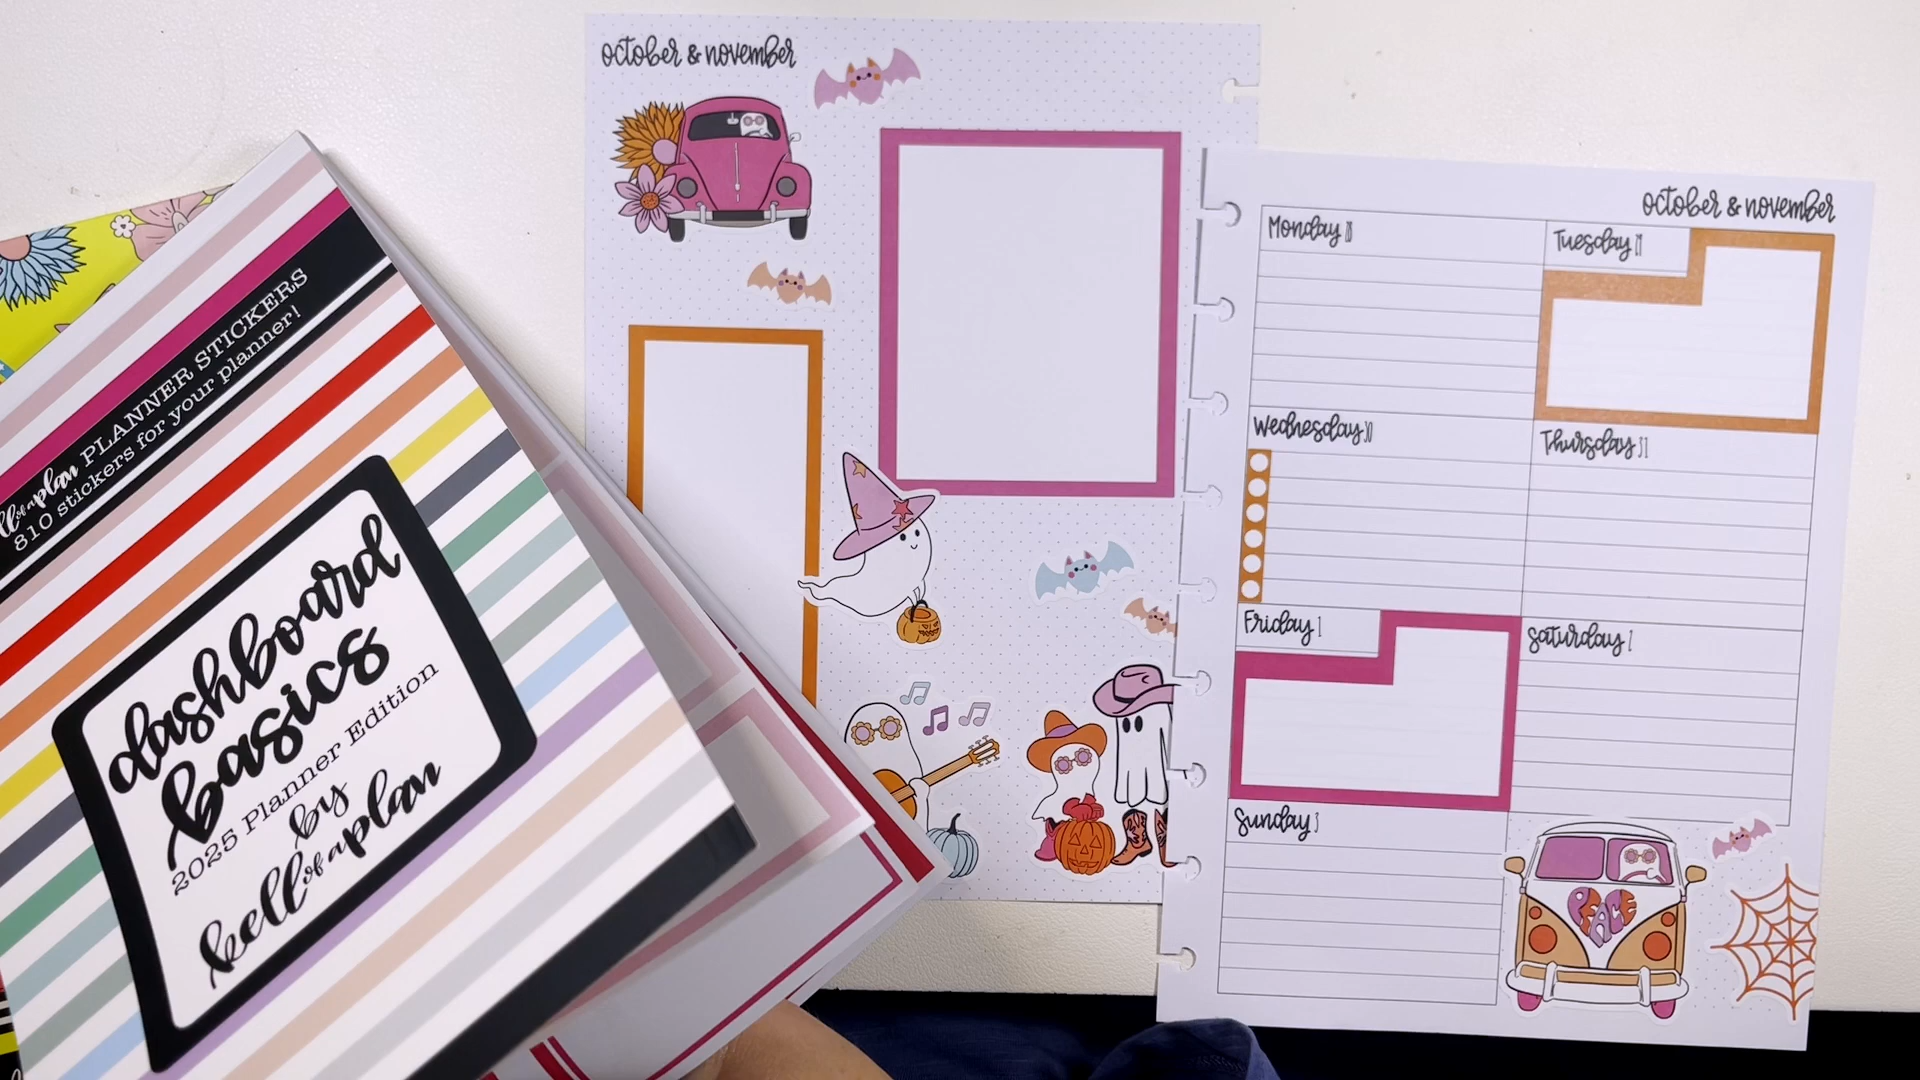 october & november
PLANNER STICKERS
810 stickers for your planner!
dashboard
basics
2025 Planner Edition
by
bell of a plan
october & november
Monday
Tuesday
Wednesday
Thursday
Friday
Saturday
Sunday
PEACE